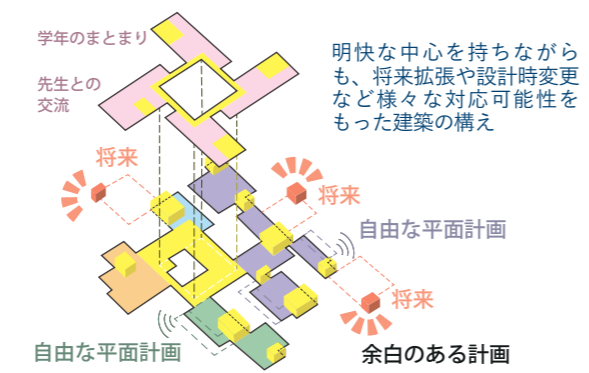 学年のまとまり
先生との
交流
明快な中心を持ちながら
も、将来拡張や設計時変更
など様々な対応可能性を
もった建築の構え
将来
将来
自由な平面計画
将来
自由な平面計画
余白のある計画